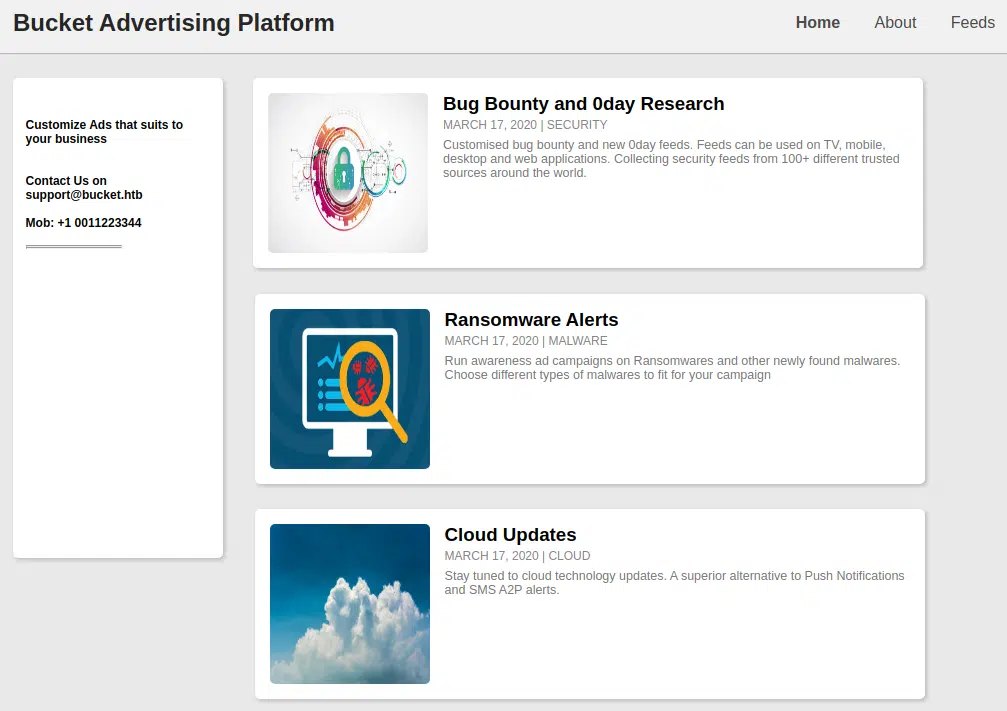 Bucket Advertising Platform
Home About Feeds
Customize Ads that suits to
your business
Contact Us on
support@bucket.htb
Mob: +1 0011223344
Bug Bounty and 0day Research
MARCH 17, 2020 | SECURITY
Customised bug bounty and new 0day feeds. Feeds can be used on TV, mobile,
desktop and web applications. Collecting security feeds from 100+ different trusted
sources around the world.
Ransomware Alerts
MARCH 17, 2020 | MALWARE
Run awareness ad campaigns on Ransomwares and other newly found malwares.
Choose different types of malwares to fit for your campaign
Cloud Updates
MARCH 17, 2020 | CLOUD
Stay tuned to cloud technology updates. A superior alternative to Push Notifications
and SMS A2P alerts.